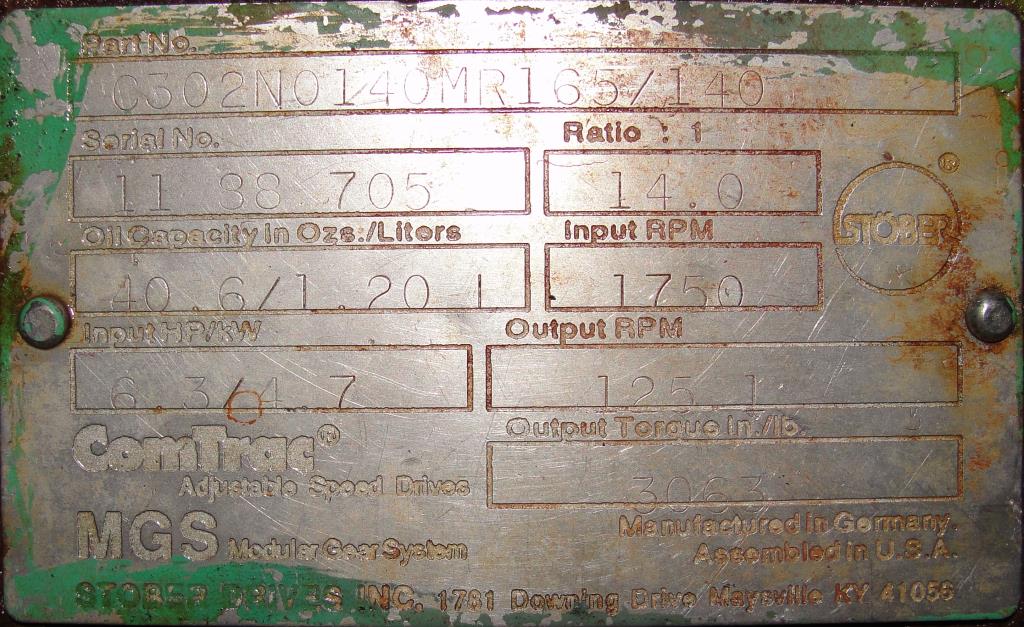 Part No.
C302N0140MR165/140
Serial No. Ratio : 1
11 88 705 14.0
STÖBER ®
Oil Capacity In Ozs./Liters Input RPM
40.6/1.20 L 1750
Input HP/kW Output RPM
6.3/4.7 125.1
ComTrac® Output Torque In./lb.
Adjustable Speed Drives 3063
MGS Modular Gear System
Manufactured in Germany.
Assembled in U.S.A.
STOBER DRIVES INC. 1781 Downing Drive Maysville KY 41056